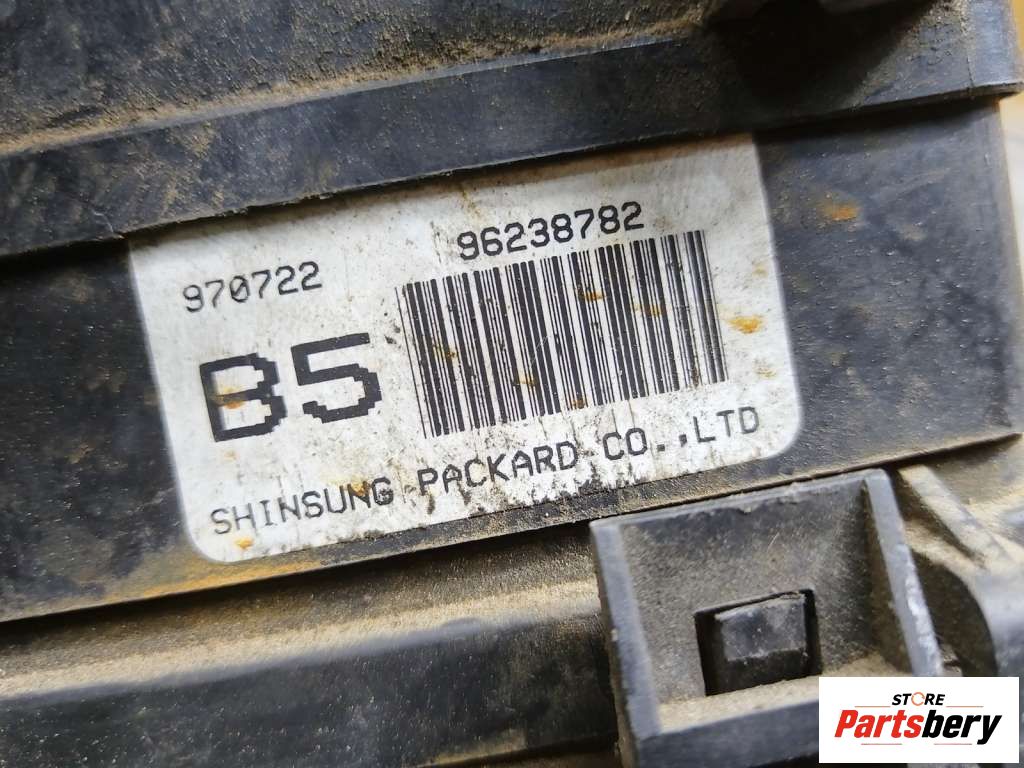 96238782
970722
B5
SHINSUNG PACKARD CO.,LTD
STORE
Partsbery